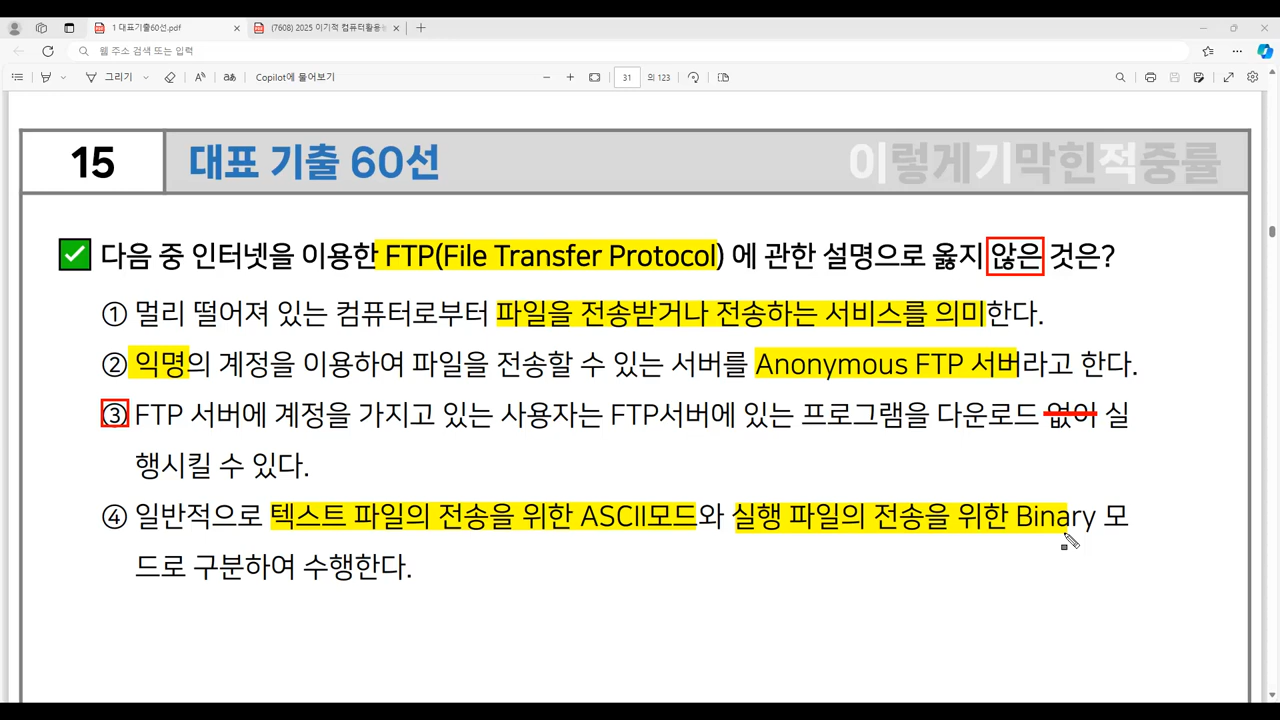 1 대표기출60선.pdf
(7608) 2025 이기적 컴퓨터활용능
웹 주소 검색 또는 입력
그리기
aあ
Copilot에 물어보기
31 의 123
15
대표 기출 60선
이렇게기막힌적중률
다음 중 인터넷을 이용한 FTP(File Transfer Protocol) 에 관한 설명으로 옳지 않은 것은?
① 멀리 떨어져 있는 컴퓨터로부터 파일을 전송받거나 전송하는 서비스를 의미한다.
② 익명의 계정을 이용하여 파일을 전송할 수 있는 서버를 Anonymous FTP 서버라고 한다.
③ FTP 서버에 계정을 가지고 있는 사용자는 FTP서버에 있는 프로그램을 다운로드 없이 실
행시킬 수 있다.
④ 일반적으로 텍스트 파일의 전송을 위한 ASCII모드와 실행 파일의 전송을 위한 Binary 모
드로 구분하여 수행한다.